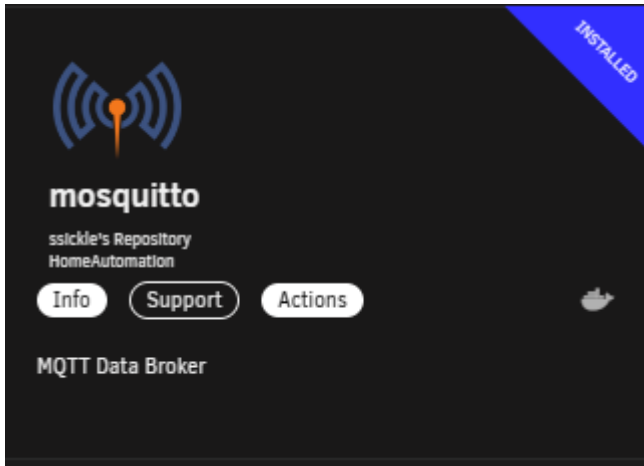 INSTALLED
mosquitto
ssickle's Repository
HomeAutomation
Info Support Actions
MQTT Data Broker